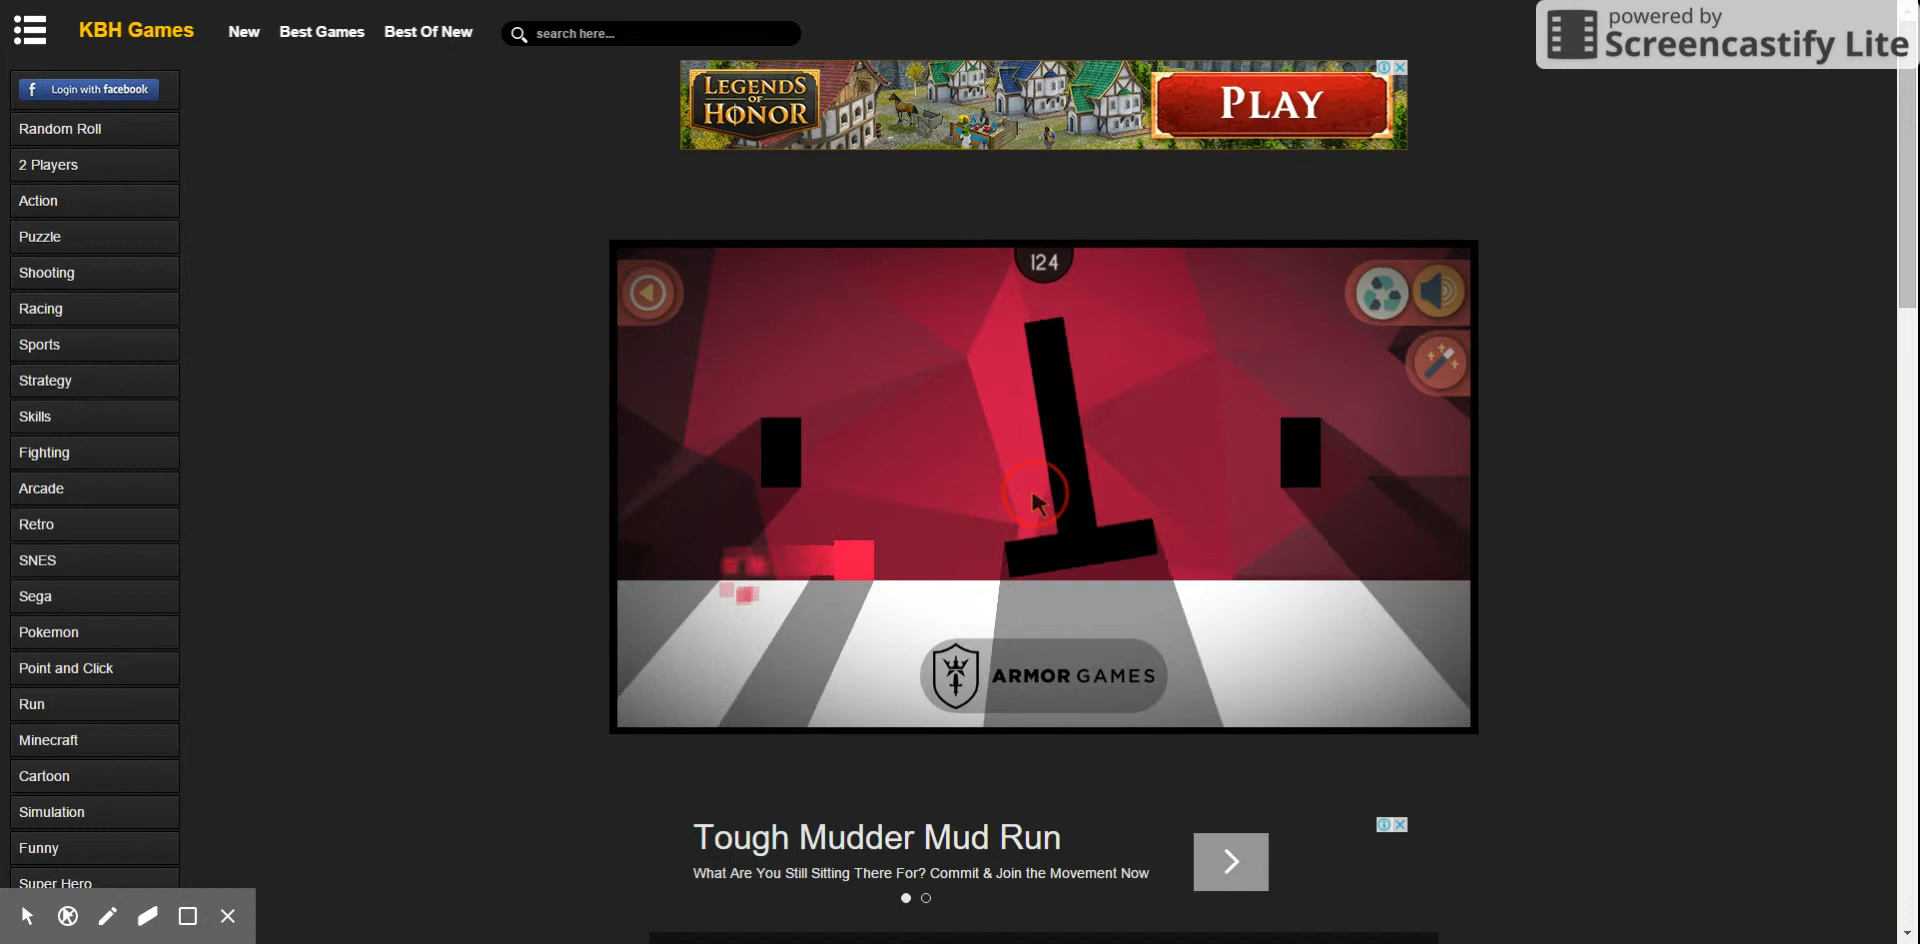 KBH Games
New
Best Games
Best Of New
search here...
powered by
Screencastify Lite
Login with facebook
Random Roll
2 Players
Action
Puzzle
Shooting
Racing
Sports
Strategy
Skills
Fighting
Arcade
Retro
SNES
Sega
Pokemon
Point and Click
Run
Minecraft
Cartoon
Simulation
Funny
Super Hero
LEGENDS
OF
HONOR
PLAY
124
ARMOR GAMES
Tough Mudder Mud Run
What Are You Still Sitting There For? Commit & Join the Movement Now